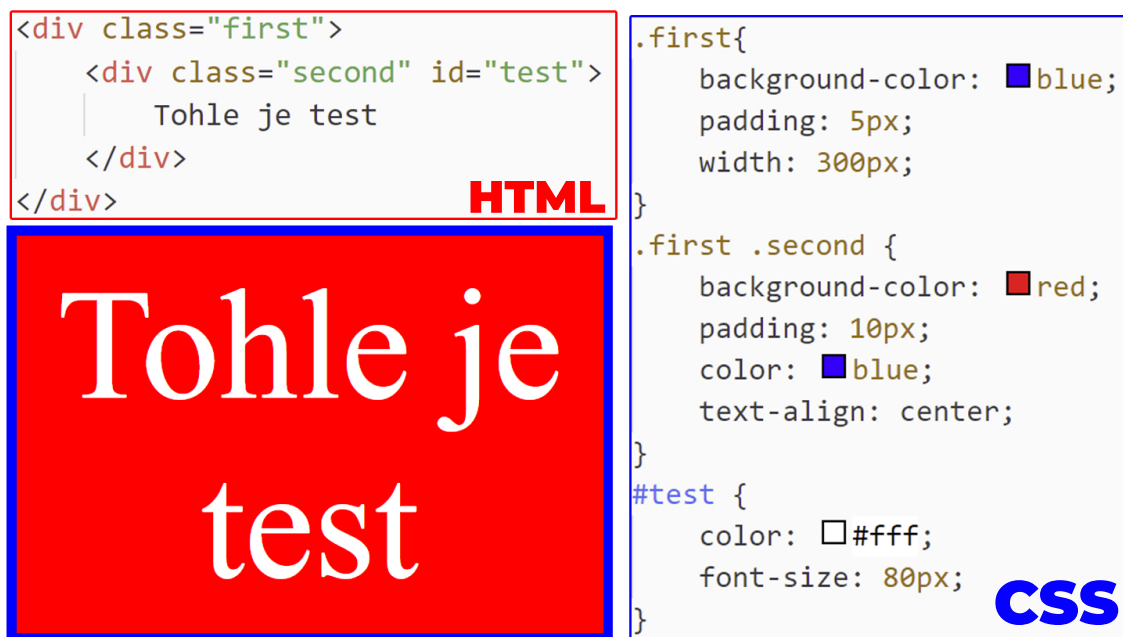 <div class="first">
    <div class="second" id="test">
        Tohle je test
    </div>
</div>
HTML
Tohle je
test
.first{
    background-color: blue;
    padding: 5px;
    width: 300px;
}
.first .second {
    background-color: red;
    padding: 10px;
    color: blue;
    text-align: center;
}
#test {
    color: #fff;
    font-size: 80px;
}
CSS